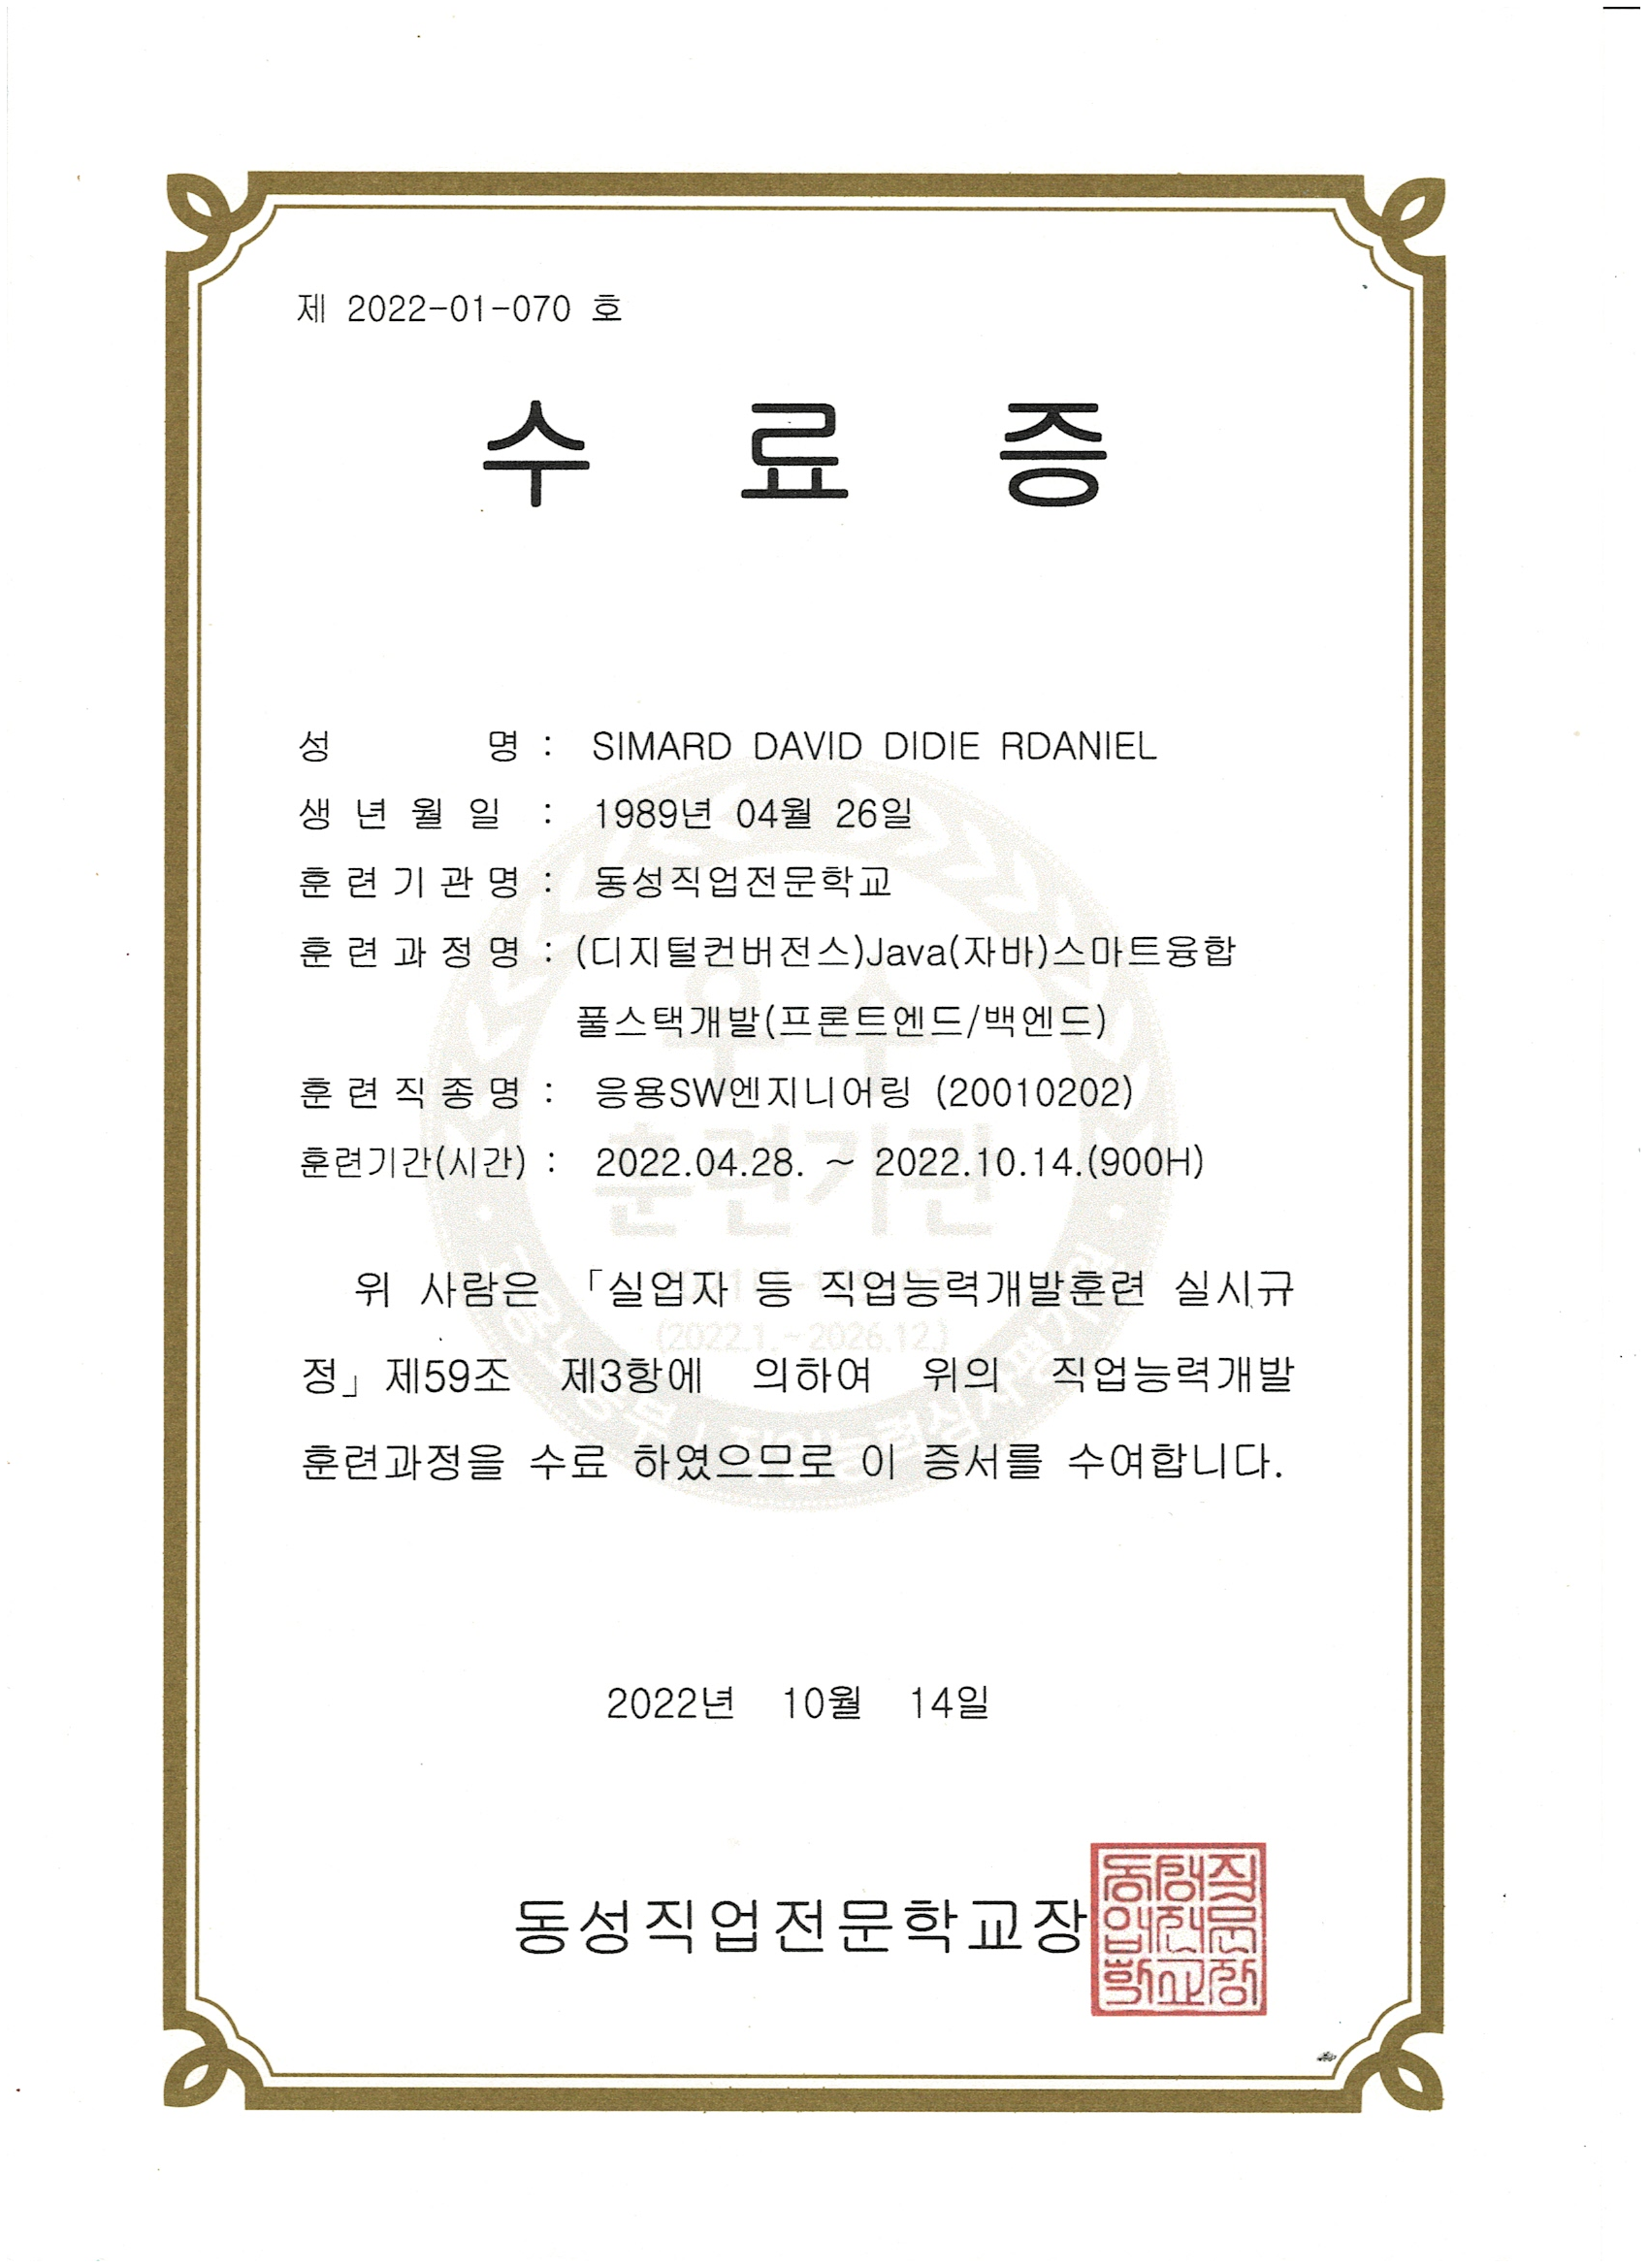 제 2022-01-070 호
수 료 증
성 명 : SIMARD DAVID DIDIE RDANIEL
생 년 월 일 : 1989년 04월 26일
훈 련 기 관 명 : 동성직업전문학교
훈 련 과 정 명 : (디지털컨버전스)Java(자바)스마트융합
풀스택개발(프론트엔드/백엔드)
훈 련 직 종 명 : 응용SW엔지니어링 (20010202)
훈련기간(시간) : 2022.04.28. ~ 2022.10.14.(900H)
우수
훈련기관
(2022.1.~2026.12.)
위 사람은 「실업자 등 직업능력개발훈련 실시규
정」제59조 제3항에 의하여 위의 직업능력개발
훈련과정을 수료 하였으므로 이 증서를 수여합니다.
2022년 10월 14일
동성직업전문학교장
동성직
업전문
학교장